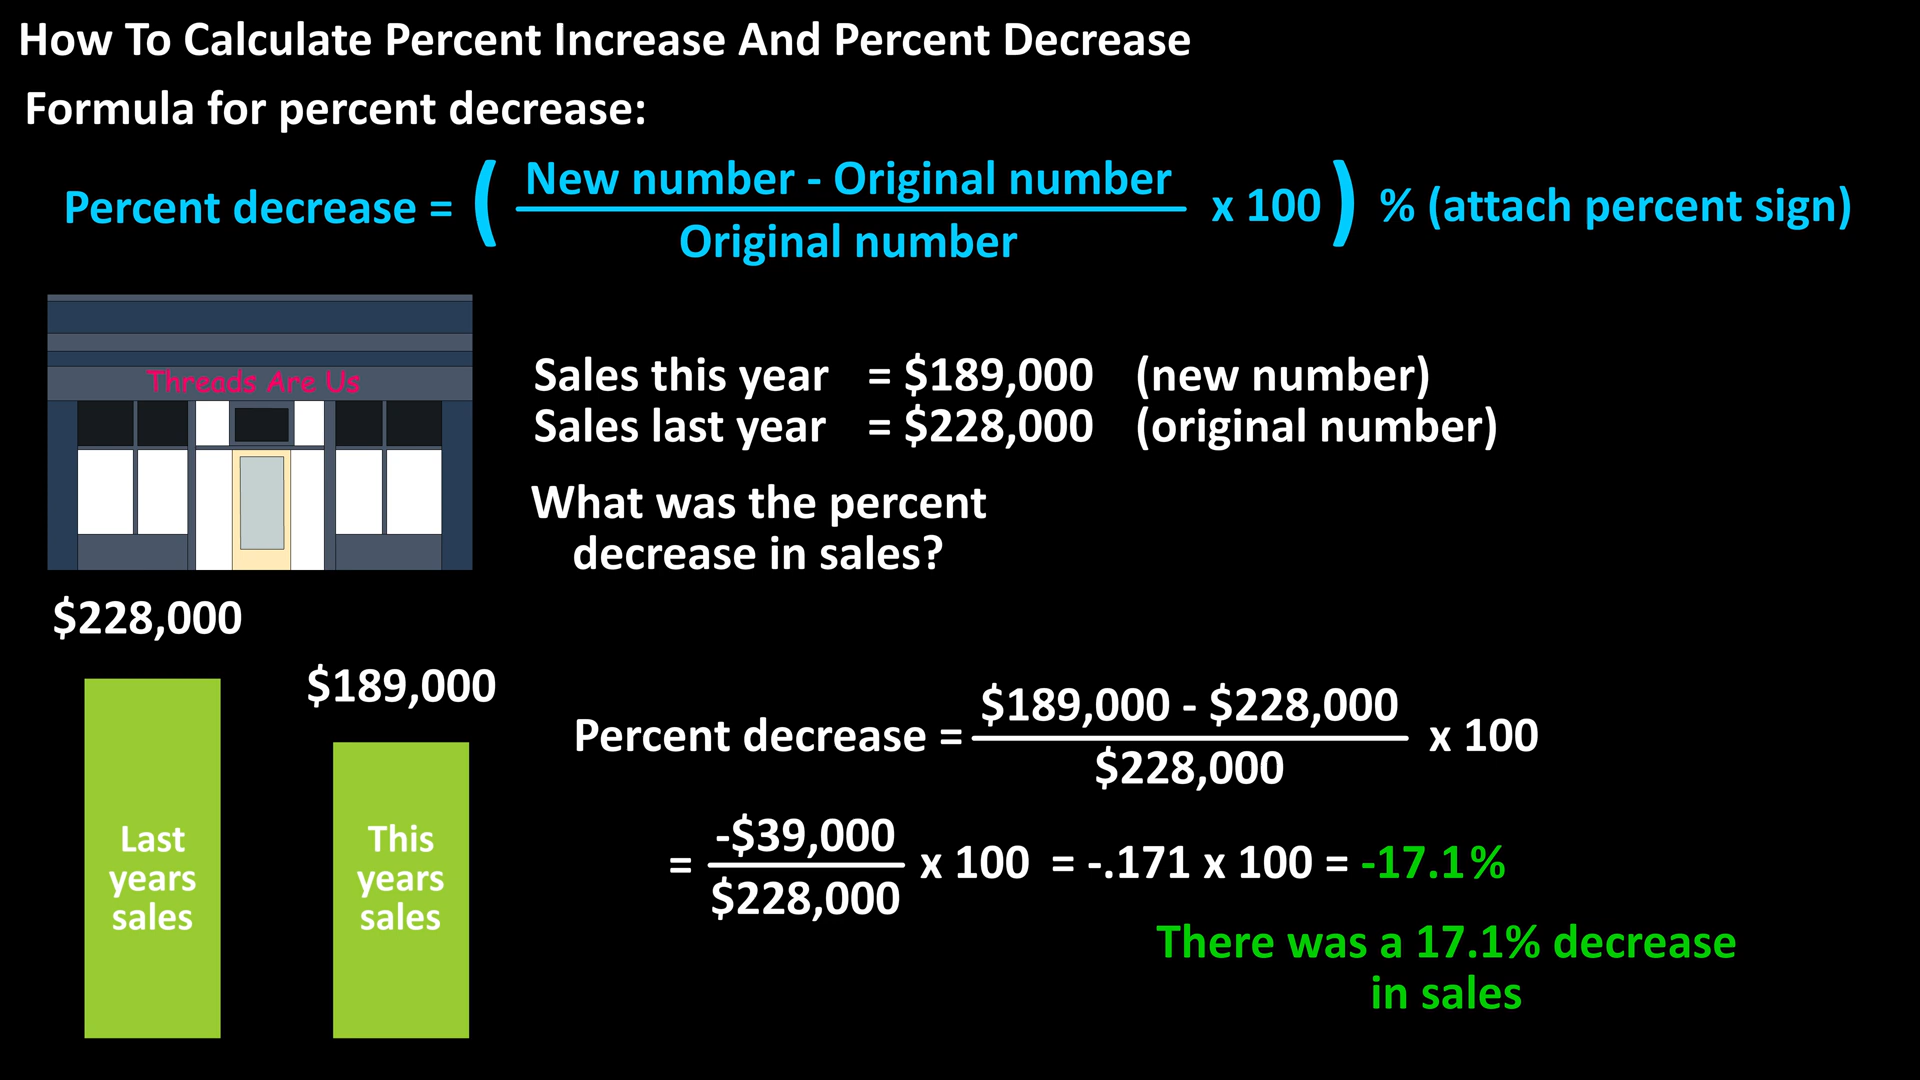 How To Calculate Percent Increase And Percent Decrease
Formula for percent decrease:
Percent decrease = ( New number - Original number / Original number x 100 ) % (attach percent sign)
Threads Are Us
Sales this year = $189,000 (new number)
Sales last year = $228,000 (original number)
What was the percent
decrease in sales?
$228,000
$189,000
Last
years
sales
This
years
sales
Percent decrease = $189,000 - $228,000 / $228,000 x 100
= -$39,000 / $228,000 x 100 = -.171 x 100 = -17.1%
There was a 17.1% decrease
in sales